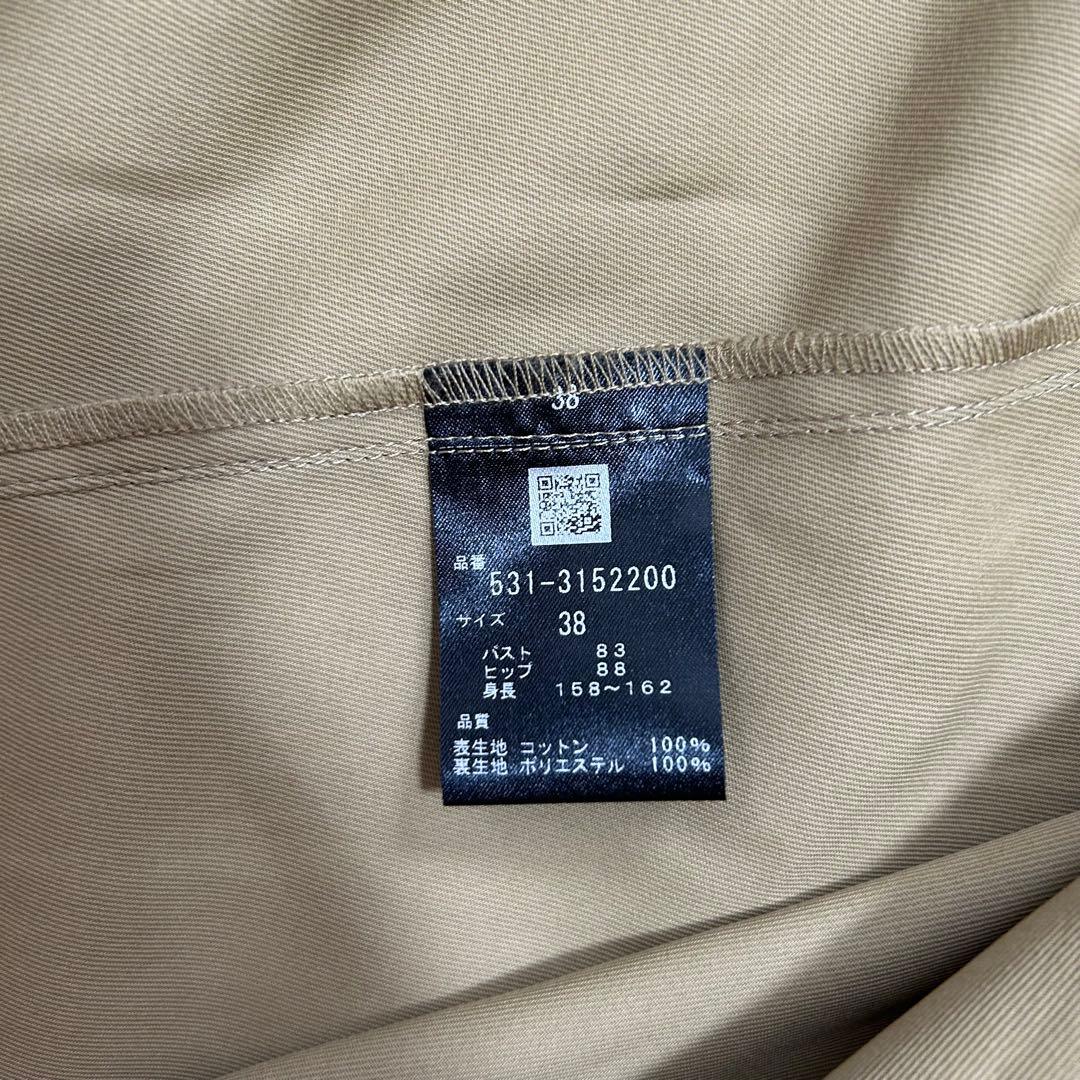 38
品番
531-3152200
サイズ 38
バスト 83
ヒップ 88
身長 158〜162
品質
表生地 コットン 100%
裏生地 ポリエステル 100%